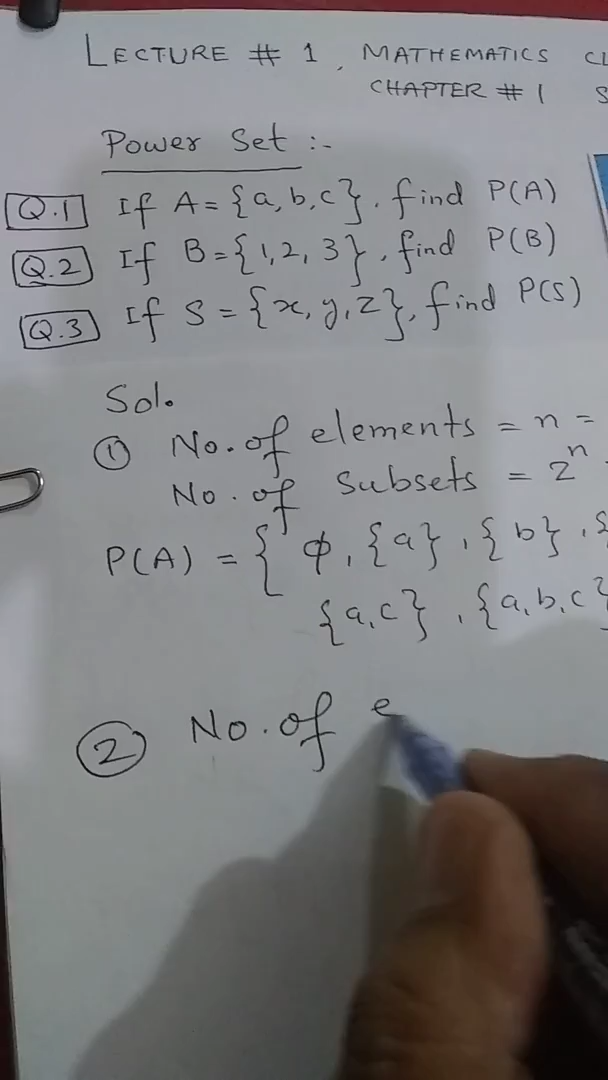 LECTURE # 1, MATHEMATICS CL
CHAPTER # 1 S
Power Set :-
Q.1 If A = {a, b, c}, find P(A)
Q.2 If B = {1, 2, 3}, find P(B)
Q.3 If S = {x, y, z}, find P(S)
Sol.
① No. of elements = n =
No. of Subsets = 2ⁿ
P(A) = { ϕ, {a}, {b}, {
{a, c}, {a, b, c}
② No. of e